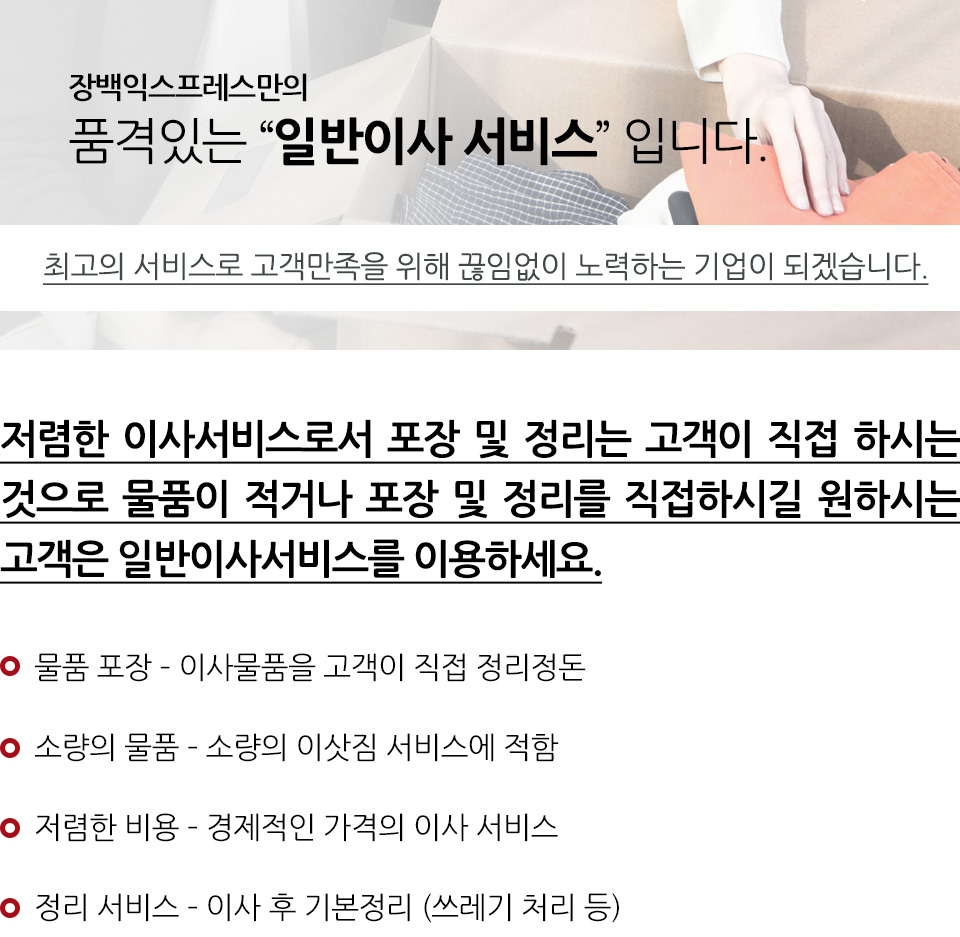 장백익스프레스만의
품격있는 “일반이사 서비스” 입니다.
최고의 서비스로 고객만족을 위해 끊임없이 노력하는 기업이 되겠습니다.
저렴한 이사서비스로서 포장 및 정리는 고객이 직접 하시는
것으로 물품이 적거나 포장 및 정리를 직접하시길 원하시는
고객은 일반이사서비스를 이용하세요.
물품 포장 - 이사물품을 고객이 직접 정리정돈
소량의 물품 - 소량의 이삿짐 서비스에 적함
저렴한 비용 - 경제적인 가격의 이사 서비스
정리 서비스 - 이사 후 기본정리 (쓰레기 처리 등)